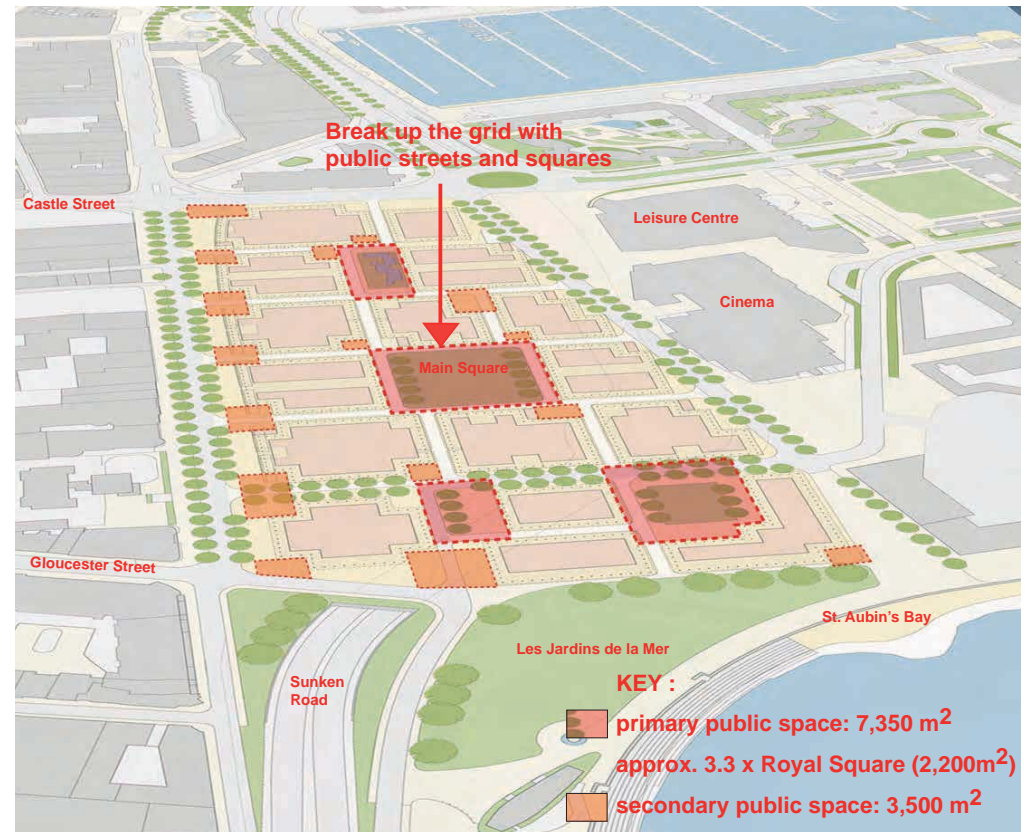 Break up the grid with
public streets and squares
Castle Street
Leisure Centre
Cinema
Main Square
Gloucester Street
St. Aubin's Bay
Les Jardins de la Mer
Sunken
Road
KEY :
primary public space: 7,350 m²
approx. 3.3 x Royal Square (2,200m²)
secondary public space: 3,500 m²